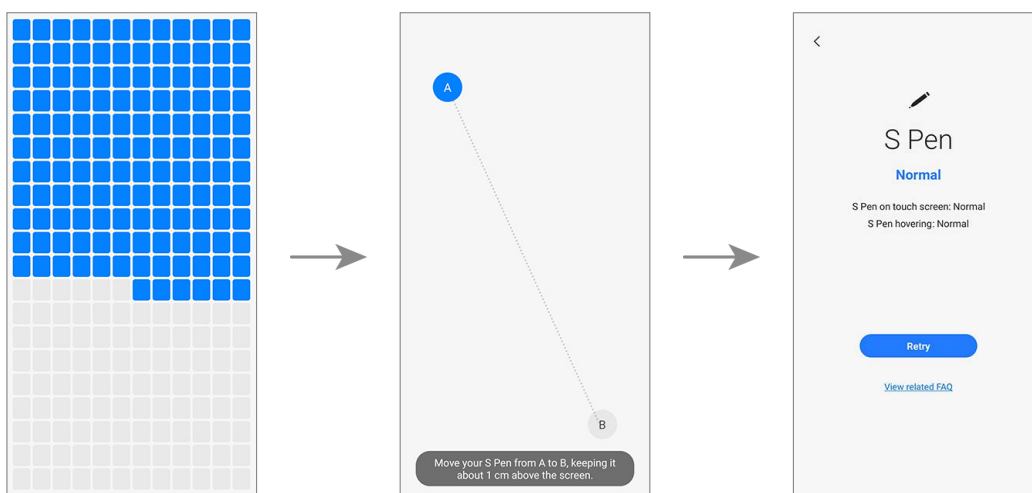 A
B
Move your S Pen from A to B, keeping it
about 1 cm above the screen.
S Pen
Normal
S Pen on touch screen: Normal
S Pen hovering: Normal
Retry
View related FAQ